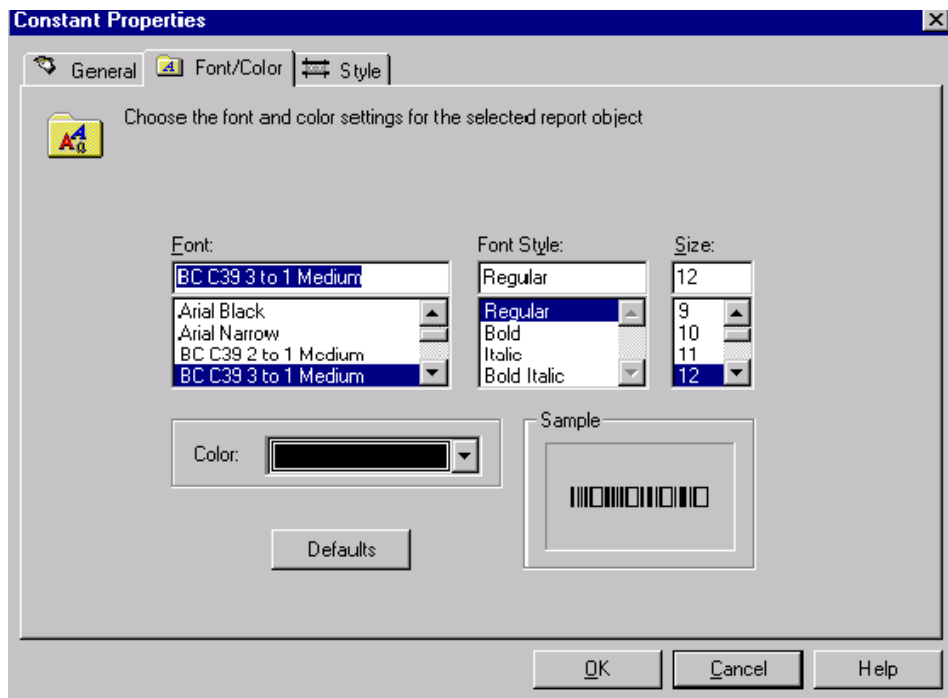 Constant Properties
General
Font/Color
Style
Choose the font and color settings for the selected report object
Font:
BC C39 3 to 1 Medium
Arial Black
Arial Narrow
BC C39 2 to 1 Medium
BC C39 3 to 1 Medium
Font Style:
Regular
Regular
Bold
Italic
Bold Italic
Size:
12
9
10
11
12
Color:
Sample
Defaults
OK
Cancel
Help